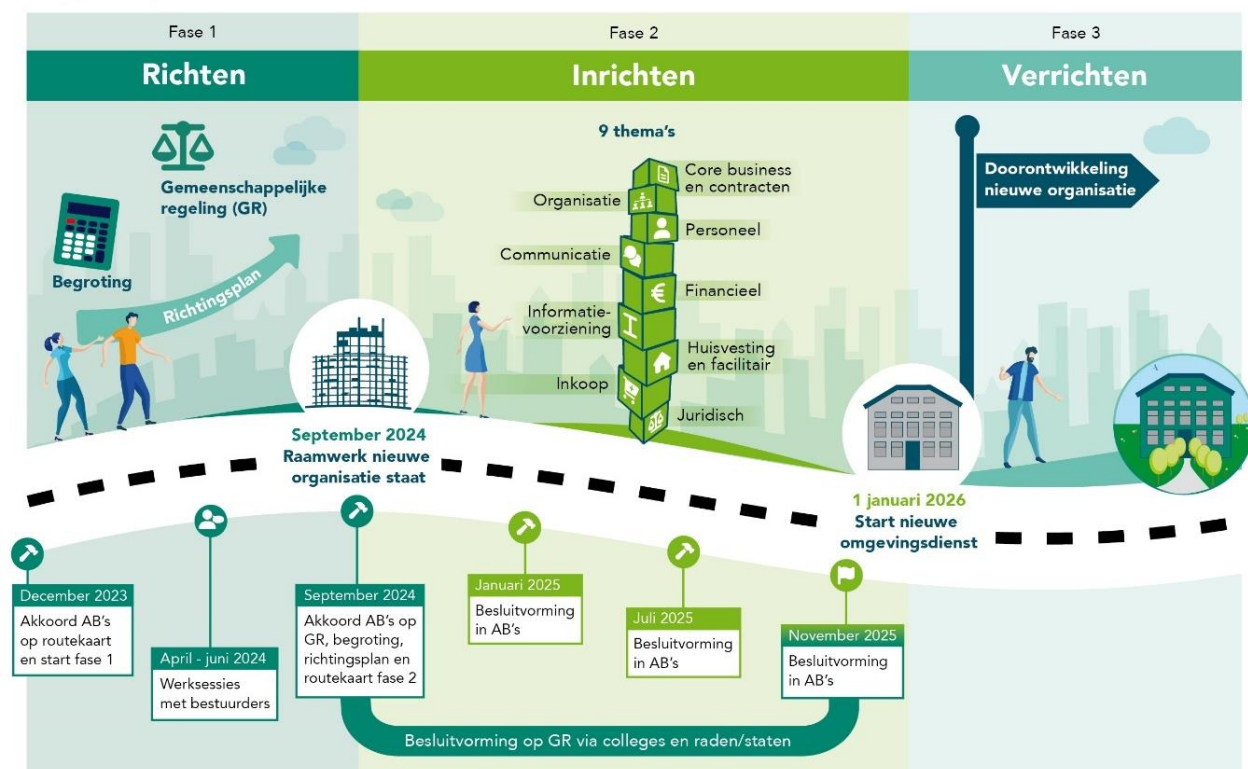 Fase 1
Richten
Gemeenschappelijke
regeling (GR)
Begroting
Richtingsplan
September 2024
Raamwerk nieuwe
organisatie staat
Fase 2
Inrichten
9 thema's
Core business
en contracten
Organisatie
Personeel
Communicatie
Financieel
Informatie-
voorziening
Huisvesting
en facilitair
Inkoop
Juridisch
Fase 3
Verrichten
Doorontwikkeling
nieuwe organisatie
1 januari 2026
Start nieuwe
omgevingsdienst
December 2023
Akkoord AB's
op routekaart
en start fase 1
April - juni 2024
Werksessies
met bestuurders
September 2024
Akkoord AB's op
GR, begroting,
richtingsplan en
routekaart fase 2
Januari 2025
Besluitvorming
in AB's
Juli 2025
Besluitvorming
in AB's
November 2025
Besluitvorming
in AB's
Besluitvorming op GR via colleges en raden/staten